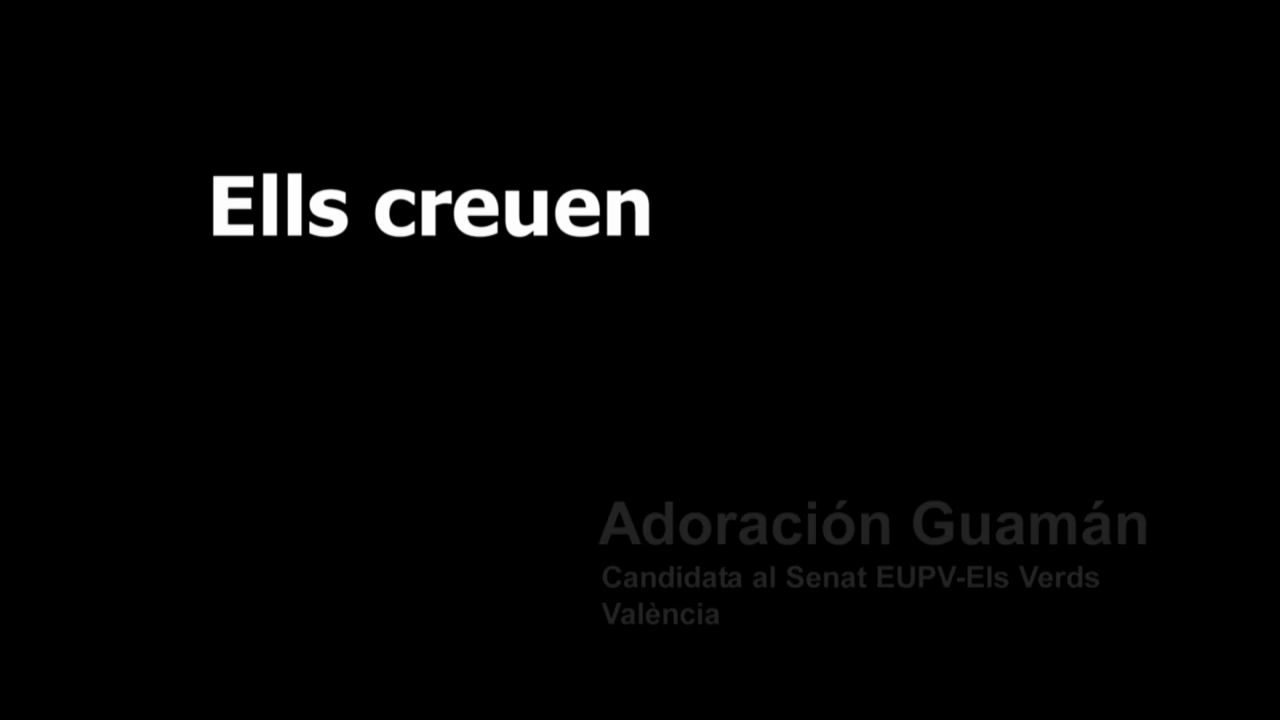 Ells creuen
Adoración Guamán
Candidata al Senat EUPV-Els Verds
València